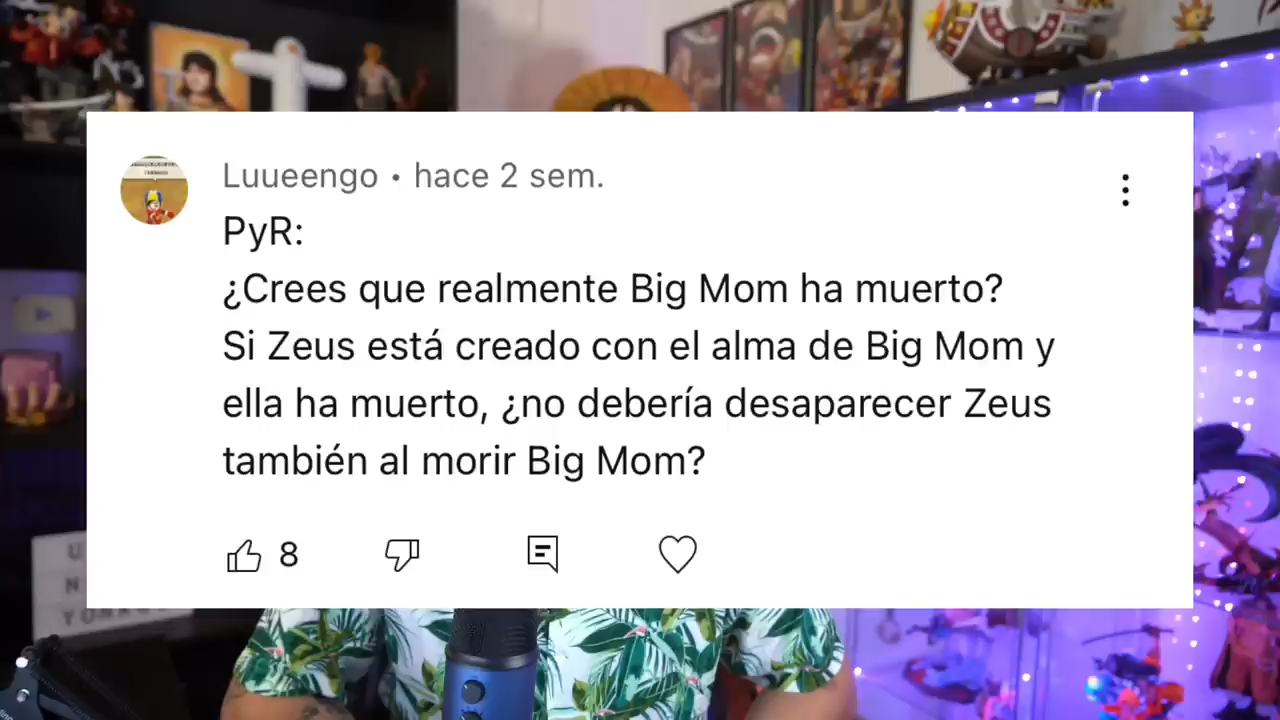 Luueengo • hace 2 sem.
PyR:
¿Crees que realmente Big Mom ha muerto?
Si Zeus está creado con el alma de Big Mom y
ella ha muerto, ¿no debería desaparecer Zeus
también al morir Big Mom?
8